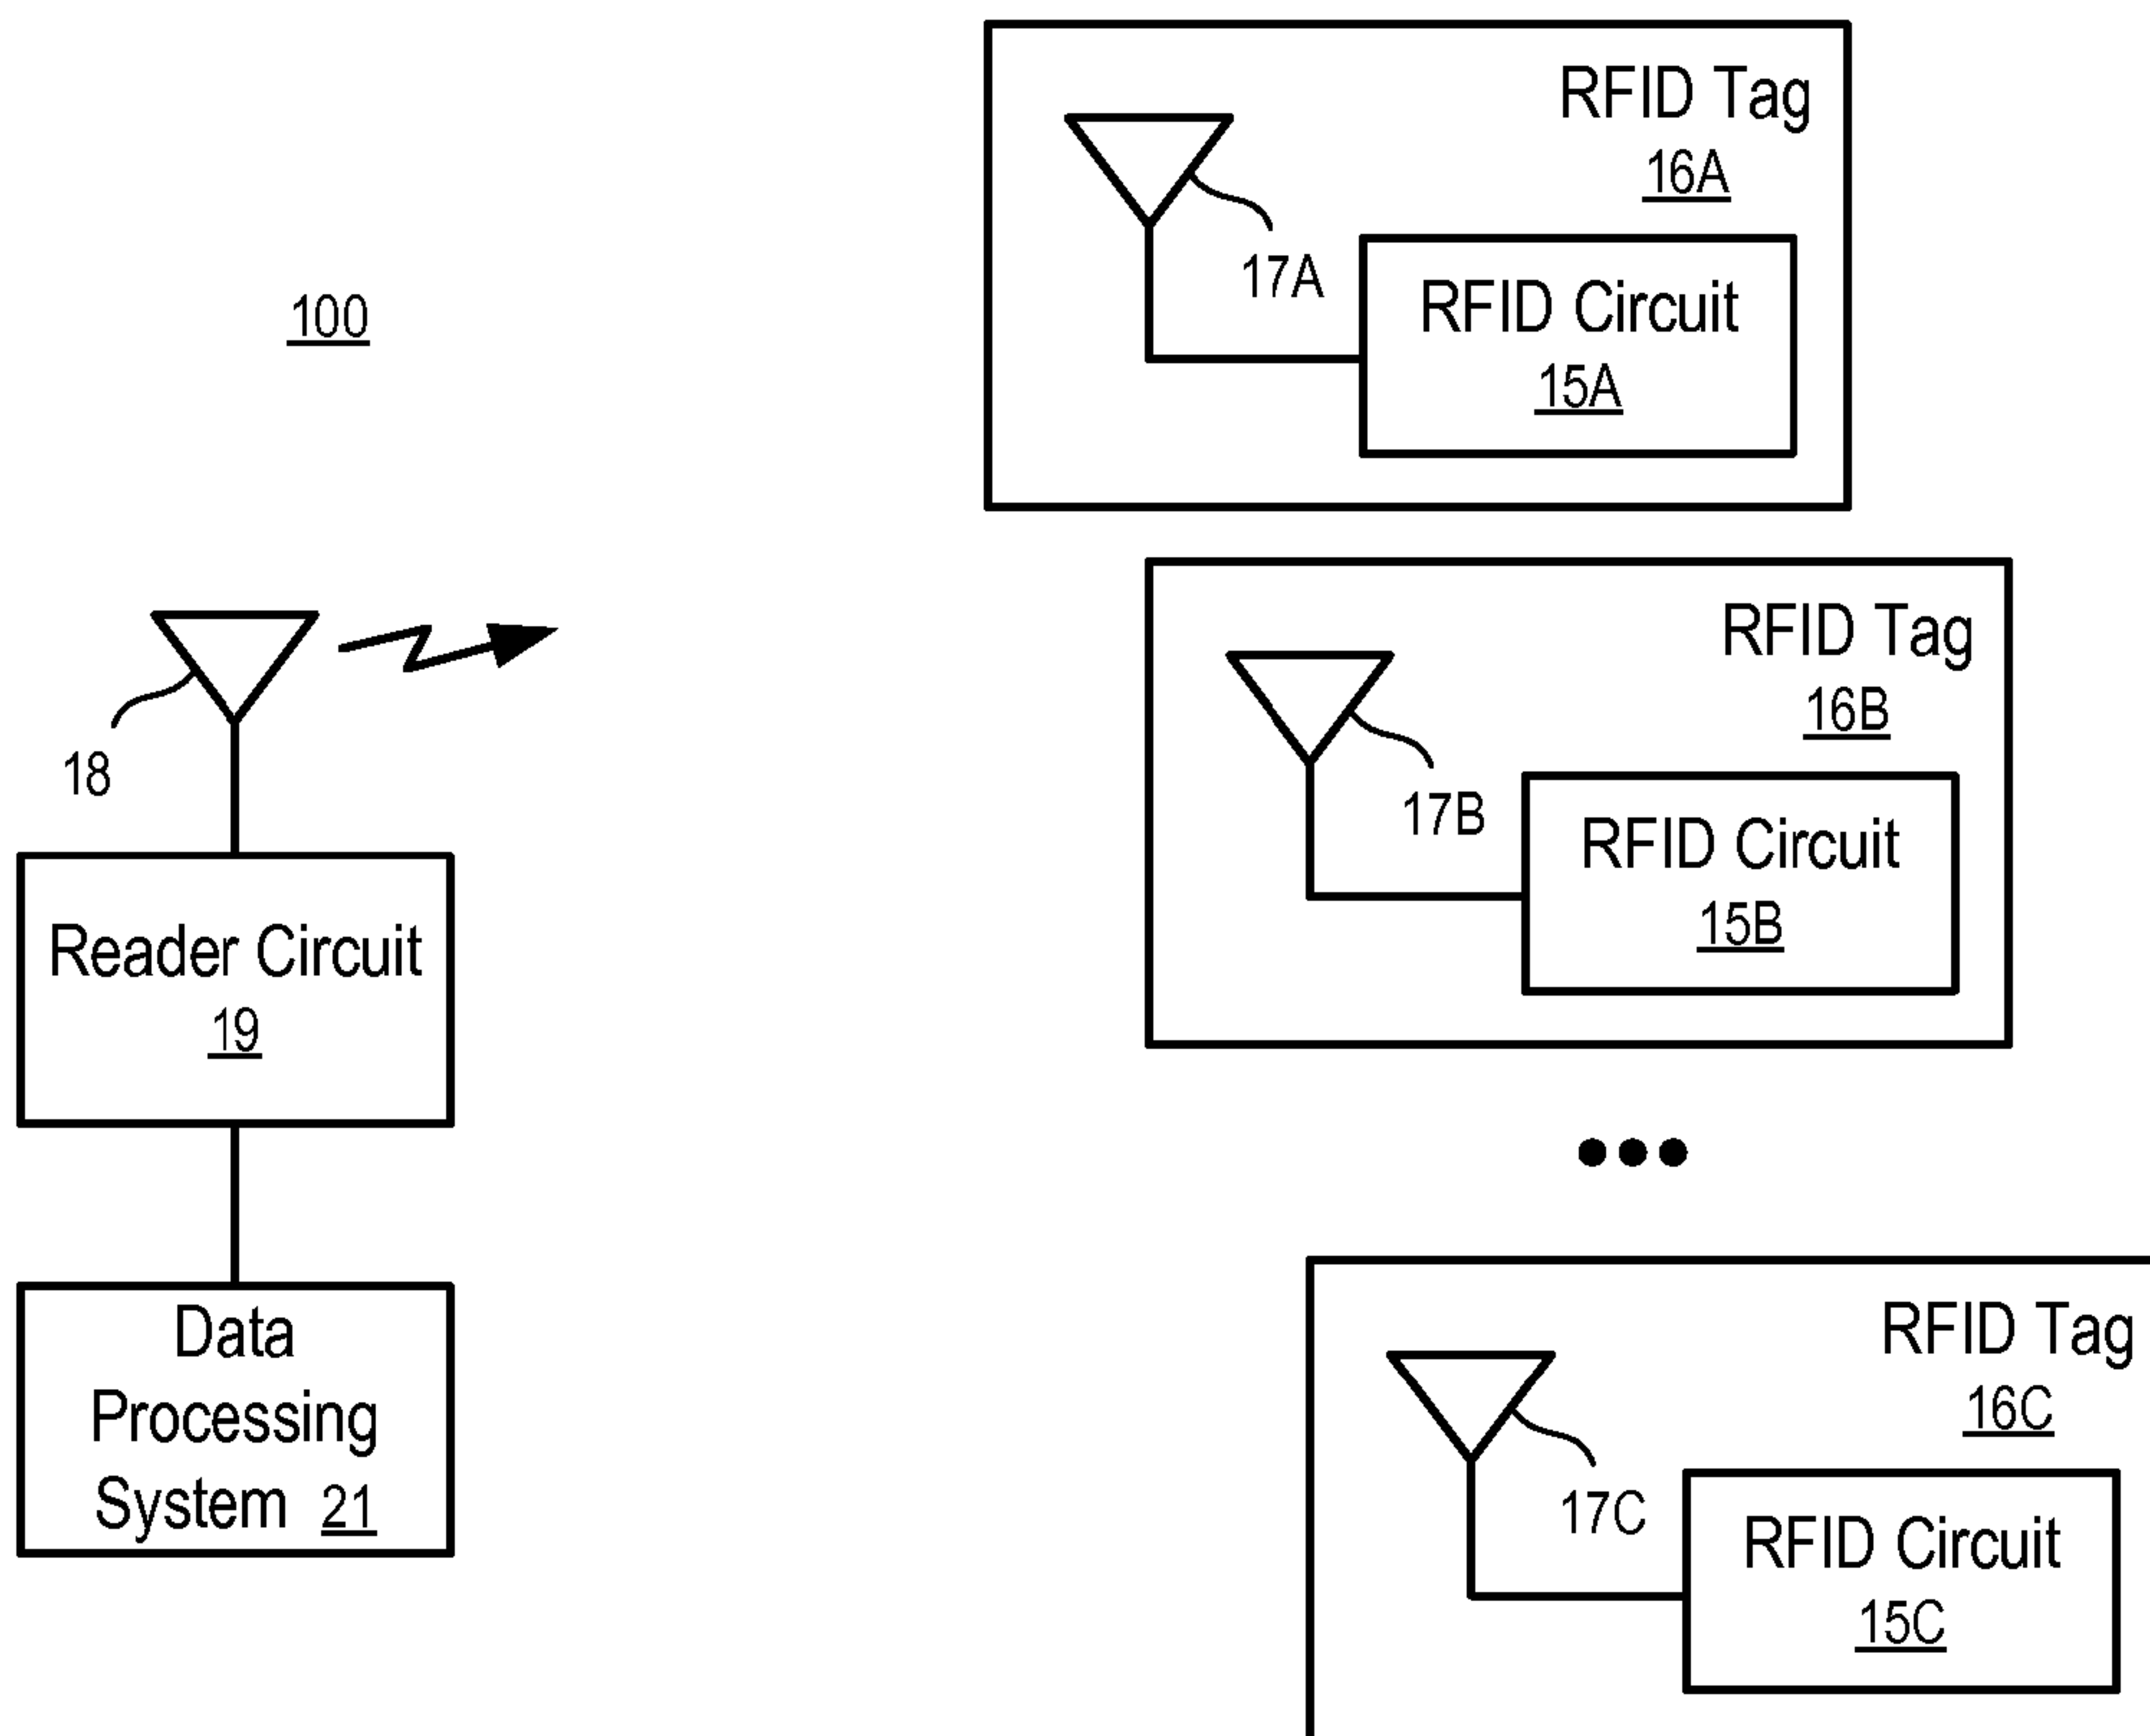 100
18
Reader Circuit
19
Data
Processing
System 21
RFID Tag
16A
17A
RFID Circuit
15A
RFID Tag
16B
17B
RFID Circuit
15B
RFID Tag
16C
17C
RFID Circuit
15C